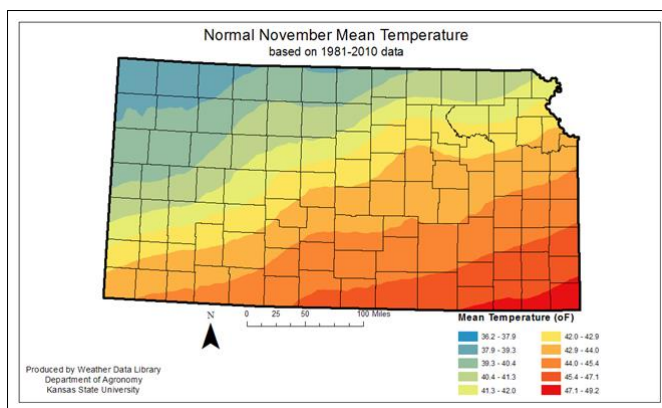 Normal November Mean Temperature
based on 1981-2010 data
N
0 25 50 100 Miles
Mean Temperature (oF)
36.2 - 37.9
37.9 - 39.3
39.3 - 40.4
40.4 - 41.3
41.3 - 42.0
42.0 - 42.9
42.9 - 44.0
44.0 - 45.4
45.4 - 47.1
47.1 - 49.2
Produced by Weather Data Library
Department of Agronomy
Kansas State University